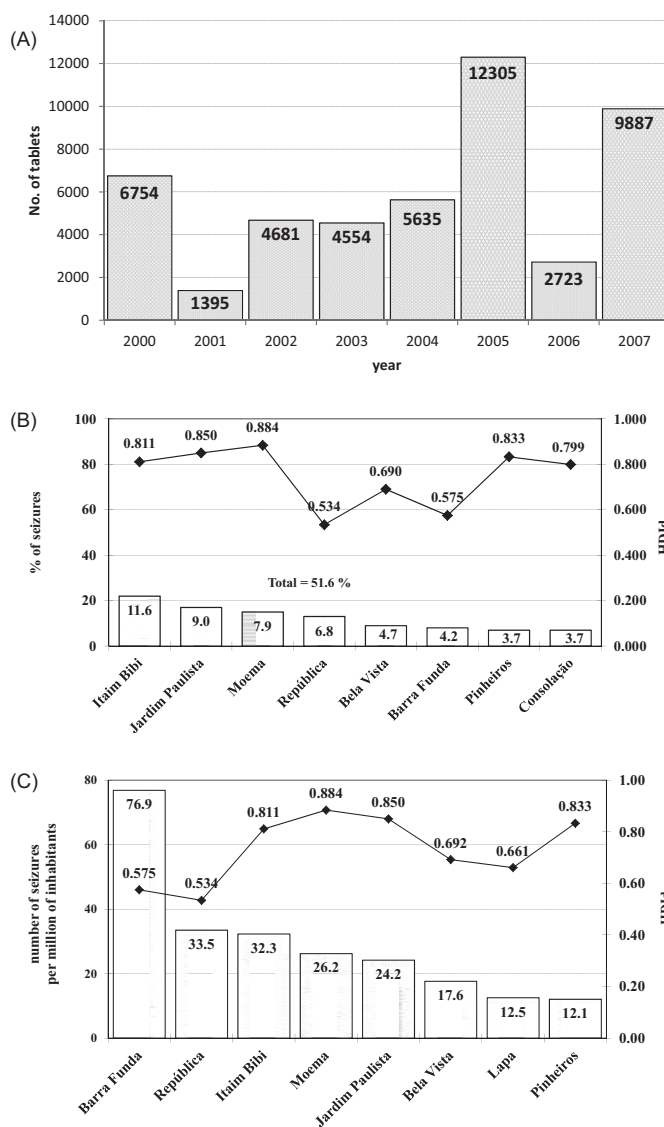 (A)
14000
12000
10000
8000
6000
4000
2000
0
No. of tablets
6754
1395
4681
4554
5635
12305
2723
9887
2000 2001 2002 2003 2004 2005 2006 2007
year
(B)
100
80
60
40
20
0
% of seizures
0.811 0.850 0.884 0.534 0.690 0.575 0.833 0.799
Total = 51.6 %
11.6 9.0 7.9 6.8 4.7 4.2 3.7 3.7
1.000
0.800
0.600
0.400
0.200
0.000
Itaim Bibi
Jardim Paulista
Moema
República
Bela Vista
Barra Funda
Pinheiros
Consolação
(C)
80
60
40
20
0
number of seizures
per million of inhabitants
76.9 33.5 32.3 26.2 24.2 17.6 12.5 12.1
0.575 0.534 0.811 0.884 0.850 0.692 0.661 0.833
1.00
0.80
0.60
0.40
0.20
0.00
Barra Funda
República
Itaim Bibi
Moema
Jardim Paulista
Bela Vista
Lapa
Pinheiros